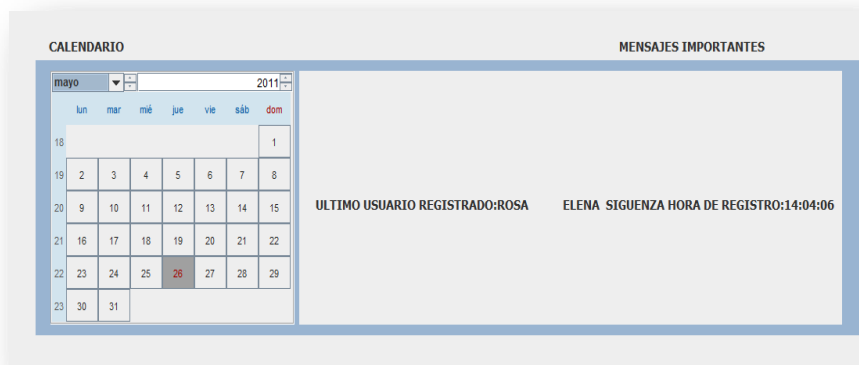 CALENDARIO MENSAJES IMPORTANTES
mayo 2011
lun mar mié jue vie sáb dom
18 1
19 2 3 4 5 6 7 8
20 9 10 11 12 13 14 15
21 16 17 18 19 20 21 22
22 23 24 25 26 27 28 29
23 30 31
ULTIMO USUARIO REGISTRADO:ROSA ELENA SIGUENZA HORA DE REGISTRO:14:04:06